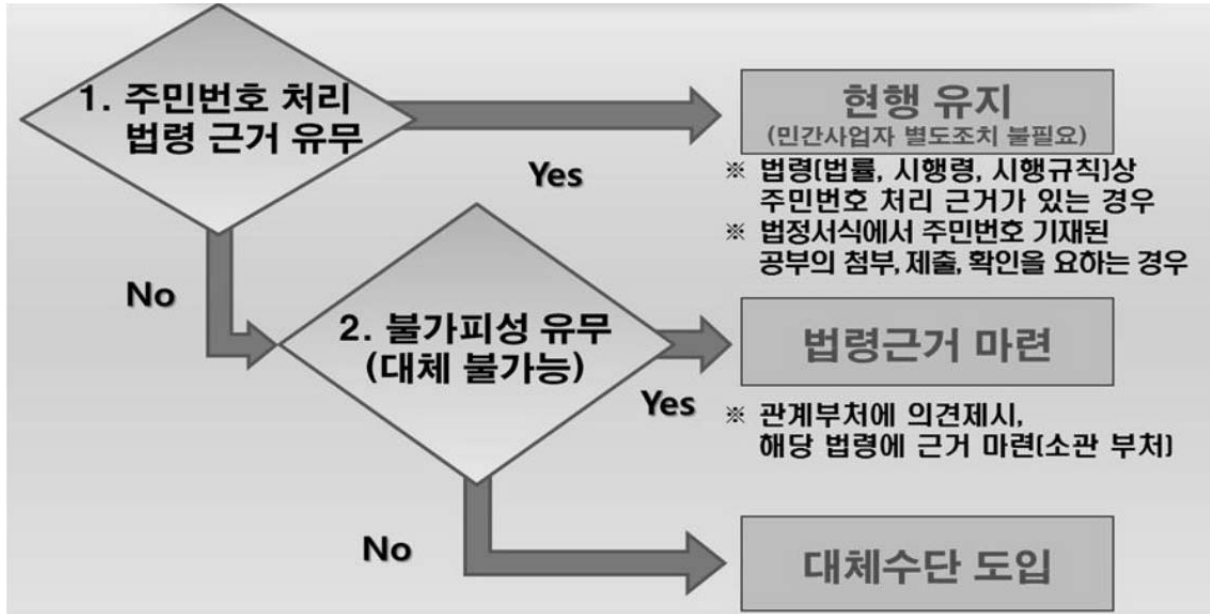 1. 주민번호 처리
법령 근거 유무
Yes
현행 유지
(민간사업자 별도조치 불필요)
※ 법령(법률, 시행령, 시행규칙)상
주민번호 처리 근거가 있는 경우
※ 법정서식에서 주민번호 기재된
공부의 첨부, 제출, 확인을 요하는 경우
No
2. 불가피성 유무
(대체 불가능)
Yes
법령근거 마련
※ 관계부처에 의견제시,
해당 법령에 근거 마련(소관 부처)
No
대체수단 도입